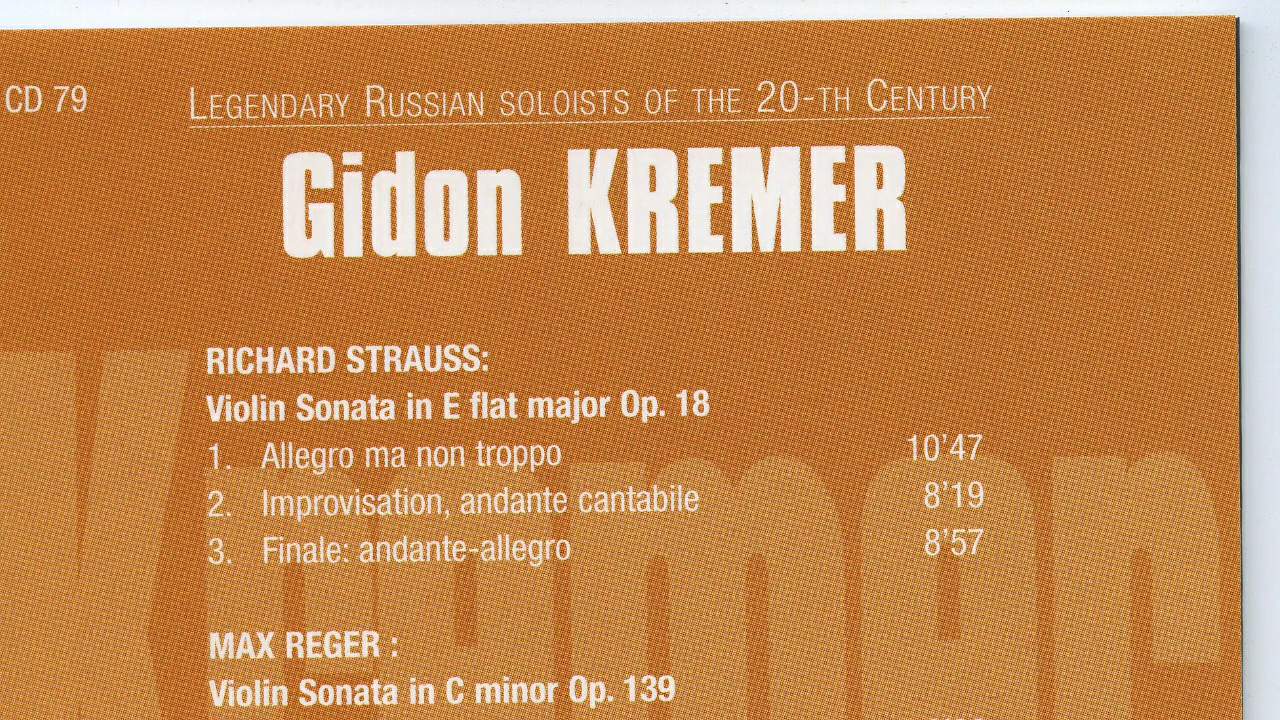 CD 79
LEGENDARY RUSSIAN SOLOISTS OF THE 20-TH CENTURY
Gidon KREMER
RICHARD STRAUSS:
Violin Sonata in E flat major Op. 18
1. Allegro ma non troppo 10’47
2. Improvisation, andante cantabile 8’19
3. Finale: andante-allegro 8’57
Kremer
MAX REGER :
Violin Sonata in C minor Op. 139